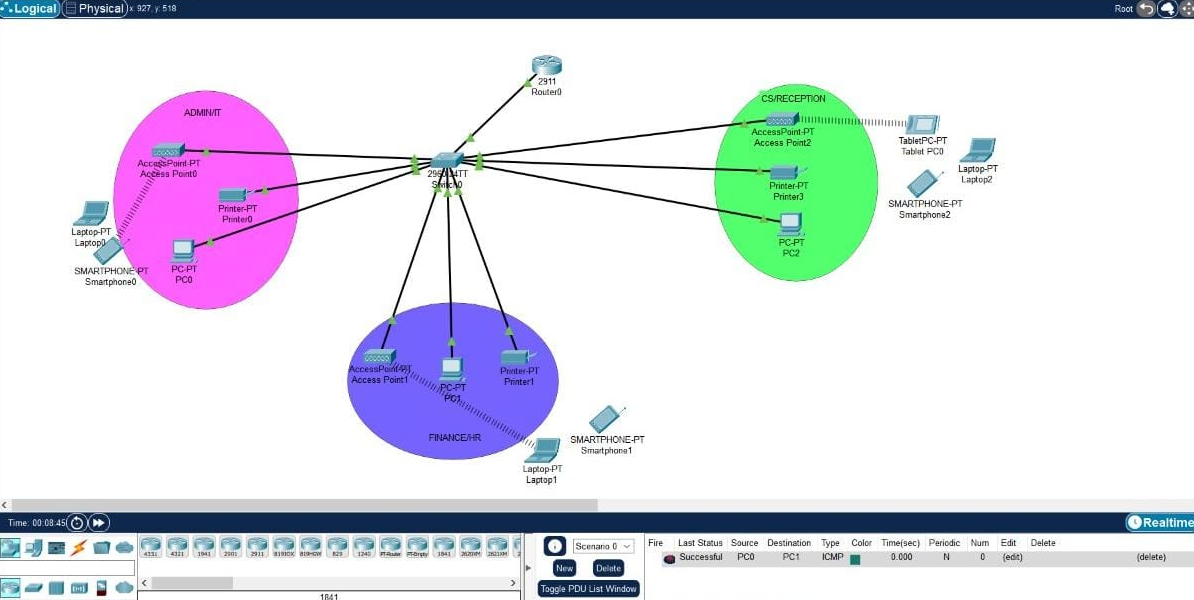 Logical Physical x: 927, y: 518 Root
2911
Router0
ADMIN/IT
AccessPoint-PT
Access Point0
Printer-PT
Printer0
Laptop-PT
Laptop0
SMARTPHONE-PT
Smartphone0
PC-PT
PC0
2960-24TT
Switch0
CS/RECEPTION
AccessPoint-PT
Access Point2
Printer-PT
Printer3
PC-PT
PC2
TabletPC-PT
Tablet PC0
Laptop-PT
Laptop2
SMARTPHONE-PT
Smartphone2
AccessPoint-PT
Access Point1
PC-PT
PC1
Printer-PT
Printer1
FINANCE/HR
SMARTPHONE-PT
Smartphone1
Laptop-PT
Laptop1
Time: 00:08:45 Realtime
4331 4321 1941 2901 2911 819IOX 819HGW 829 1240 PT-Router PT-Empty 1841 2620XM 2621XM
1841
Scenario 0
New Delete
Toggle PDU List Window
Fire Last Status Source Destination Type Color Time(sec) Periodic Num Edit Delete
Successful PC0 PC1 ICMP 0.000 N 0 (edit) (delete)